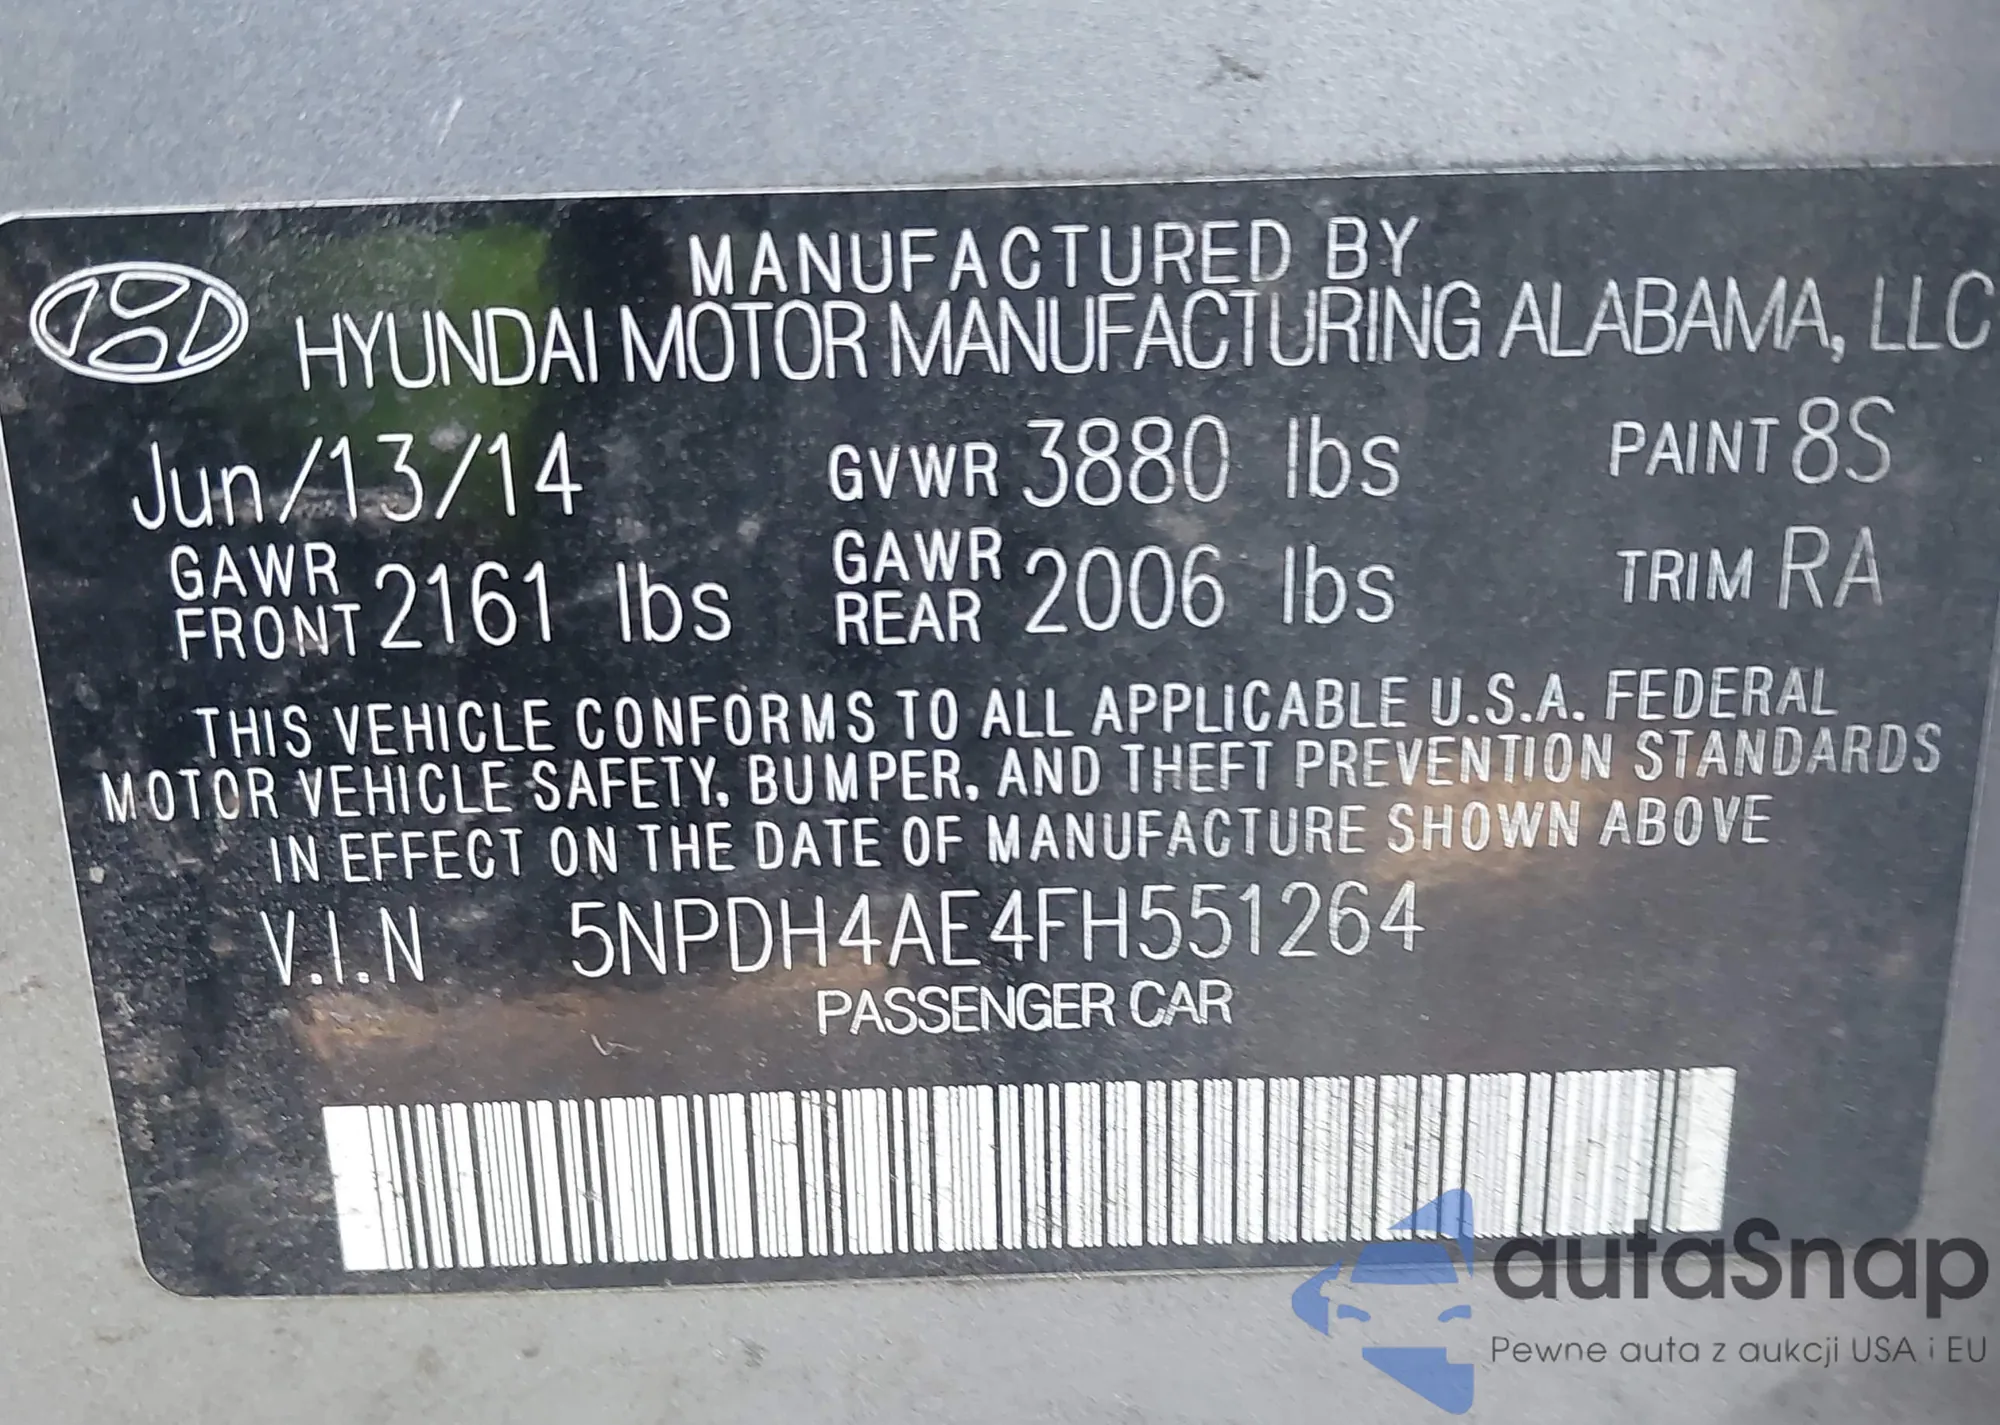 MANUFACTURED BY
HYUNDAI MOTOR MANUFACTURING ALABAMA, LLC
Jun/13/14 GVWR 3880 lbs PAINT 8S
GAWR FRONT 2161 lbs GAWR REAR 2006 lbs TRIM RA
THIS VEHICLE CONFORMS TO ALL APPLICABLE U.S.A. FEDERAL
MOTOR VEHICLE SAFETY, BUMPER, AND THEFT PREVENTION STANDARDS
IN EFFECT ON THE DATE OF MANUFACTURE SHOWN ABOVE
V.I.N 5NPDH4AE4FH551264
PASSENGER CAR
autaSnap
Pewne auta z aukcji USA i EU